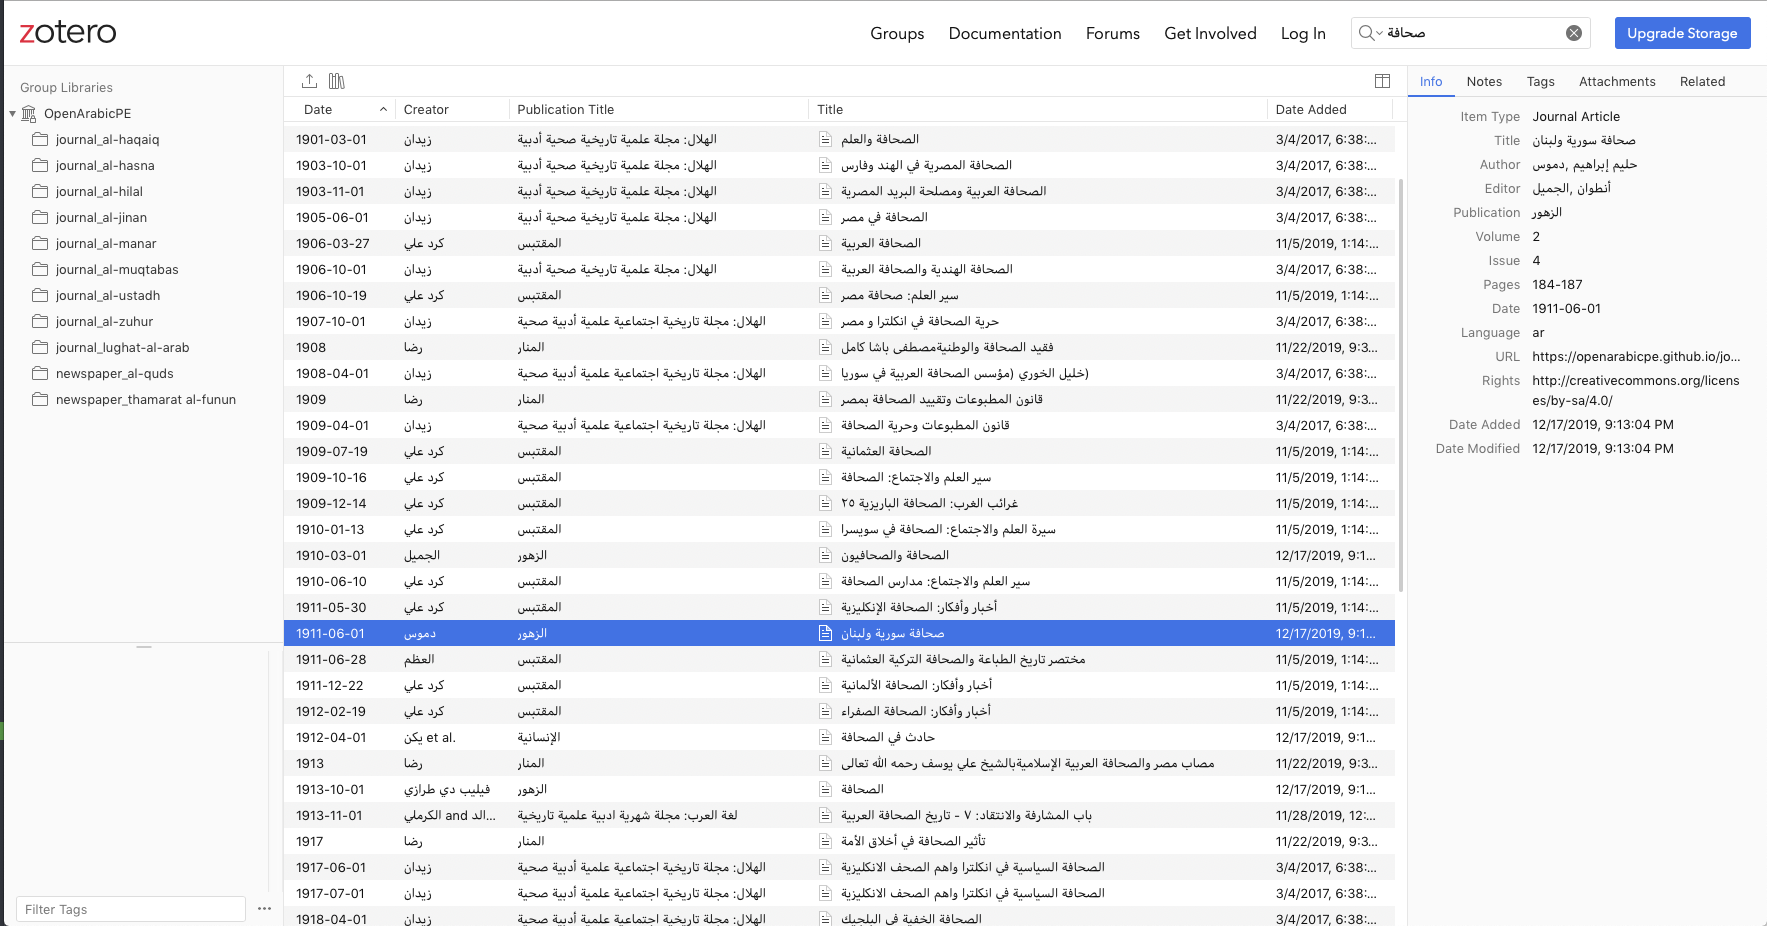 zotero
Groups Documentation Forums Get Involved Log In صحافة Upgrade Storage
Group Libraries
OpenArabicPE
journal_al-haqaiq
journal_al-hasna
journal_al-hilal
journal_al-jinan
journal_al-manar
journal_al-muqtabas
journal_al-ustadh
journal_al-zuhur
journal_lughat-al-arab
newspaper_al-quds
newspaper_thamarat al-funun
Filter Tags
Date Creator Publication Title Title Date Added
1901-03-01 زيدان الهلال: مجلة علمية تاريخية صحية أدبية الصحافة والعلم 3/4/2017, 6:38:...
1903-10-01 زيدان الهلال: مجلة علمية تاريخية صحية أدبية الصحافة المصرية في الهند وفارس 3/4/2017, 6:38:...
1903-11-01 زيدان الهلال: مجلة علمية تاريخية صحية أدبية الصحافة العربية ومصلحة البريد المصرية 3/4/2017, 6:38:...
1905-06-01 زيدان الهلال: مجلة علمية تاريخية صحية أدبية الصحافة في مصر 3/4/2017, 6:38:...
1906-03-27 كرد علي المقتبس الصحافة العربية 11/5/2019, 1:14:...
1906-10-01 زيدان الهلال: مجلة علمية تاريخية صحية أدبية الصحافة الهندية والصحافة العربية 3/4/2017, 6:38:...
1906-10-19 كرد علي المقتبس سير العلم: صحافة مصر 11/5/2019, 1:14:...
1907-10-01 زيدان الهلال: مجلة تاريخية اجتماعية علمية أدبية صحية حرية الصحافة في انكلترا و مصر 3/4/2017, 6:38:...
1908 رضا المنار فقيد الصحافة والوطنيةمصطفى باشا كامل 11/22/2019, 9:3...
1908-04-01 زيدان الهلال: مجلة تاريخية اجتماعية علمية أدبية صحية خليل الخوري (مؤسس الصحافة العربية في سوريا) 3/4/2017, 6:38:...
1909 رضا المنار قانون المطبوعات وتقييد الصحافة بمصر 11/22/2019, 9:3...
1909-04-01 زيدان الهلال: مجلة تاريخية اجتماعية علمية أدبية صحية قانون المطبوعات وحرية الصحافة 3/4/2017, 6:38:...
1909-07-19 كرد علي المقتبس الصحافة العثمانية 11/5/2019, 1:14:...
1909-10-16 كرد علي المقتبس سير العلم والاجتماع: الصحافة 11/5/2019, 1:14:...
1909-12-14 كرد علي المقتبس غرائب الغرب: الصحافة الباريزية ٢٥ 11/5/2019, 1:14:...
1910-01-13 كرد علي المقتبس سيرة العلم والاجتماع: الصحافة في سويسرا 11/5/2019, 1:14:...
1910-03-01 الجميل الزهور الصحافة والصحافيون 12/17/2019, 9:1...
1910-06-10 كرد علي المقتبس سير العلم والاجتماع: مدارس الصحافة 11/5/2019, 1:14:...
1911-05-30 كرد علي المقتبس أخبار وأفكار: الصحافة الإنكليزية 11/5/2019, 1:14:...
1911-06-01 دموس الزهور صحافة سورية ولبنان 12/17/2019, 9:1...
1911-06-28 العظم المقتبس مختصر تاريخ الطباعة والصحافة التركية العثمانية 11/5/2019, 1:14:...
1911-12-22 كرد علي المقتبس أخبار وأفكار: الصحافة الألمانية 11/5/2019, 1:14:...
1912-02-19 كرد علي المقتبس أخبار وأفكار: الصحافة الصفراء 11/5/2019, 1:14:...
1912-04-01 يكن et al. الإنسانية حادث في الصحافة 12/17/2019, 9:1...
1913 رضا المنار مصاب مصر والصحافة العربية الإسلاميةبالشيخ علي يوسف رحمه الله تعالى 11/22/2019, 9:3...
1913-10-01 فيليب دي طرازي الزهور الصحافة 12/17/2019, 9:1...
1913-11-01 الكرملي and الد... لغة العرب: مجلة شهرية ادبية علمية تاريخية باب المشارفة والانتقاد: ٧ - تاريخ الصحافة العربية 11/28/2019, 12:...
1917 رضا المنار تأثير الصحافة في أخلاق الأمة 11/22/2019, 9:3...
1917-06-01 زيدان الهلال: مجلة تاريخية اجتماعية علمية أدبية صحية الصحافة السياسية في انكلترا واهم الصحف الانكليزية 3/4/2017, 6:38:...
1917-07-01 زيدان الهلال: مجلة تاريخية اجتماعية علمية أدبية صحية الصحافة السياسية في انكلترا واهم الصحف الانكليزية 3/4/2017, 6:38:...
1918-04-01 زيدان الهلال: مجلة تاريخية اجتماعية علمية أدبية صحية الصحافة الخفية في البلجيك 3/4/2017, 6:38:...
Info Notes Tags Attachments Related
Item Type Journal Article
Title صحافة سورية ولبنان
Author دموس, حليم إبراهيم
Editor الجميل, أنطوان
Publication الزهور
Volume 2
Issue 4
Pages 184-187
Date 1911-06-01
Language ar
URL https://openarabicpe.github.io/jo...
Rights http://creativecommons.org/licens
es/by-sa/4.0/
Date Added 12/17/2019, 9:13:04 PM
Date Modified 12/17/2019, 9:13:04 PM